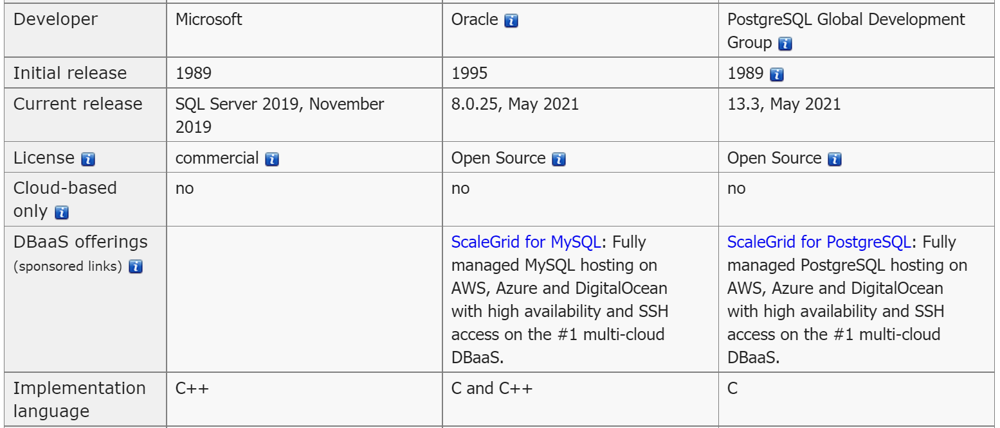 Developer
Microsoft
Oracle
PostgreSQL Global Development
Group
Initial release
1989
1995
1989
Current release
SQL Server 2019, November
2019
8.0.25, May 2021
13.3, May 2021
License
commercial
Open Source
Open Source
Cloud-based
only
no
no
no
DBaaS offerings
(sponsored links)
ScaleGrid for MySQL: Fully
managed MySQL hosting on
AWS, Azure and DigitalOcean
with high availability and SSH
access on the #1 multi-cloud
DBaaS.
ScaleGrid for PostgreSQL: Fully
managed PostgreSQL hosting on
AWS, Azure and DigitalOcean
with high availability and SSH
access on the #1 multi-cloud
DBaaS.
Implementation
language
C++
C and C++
C